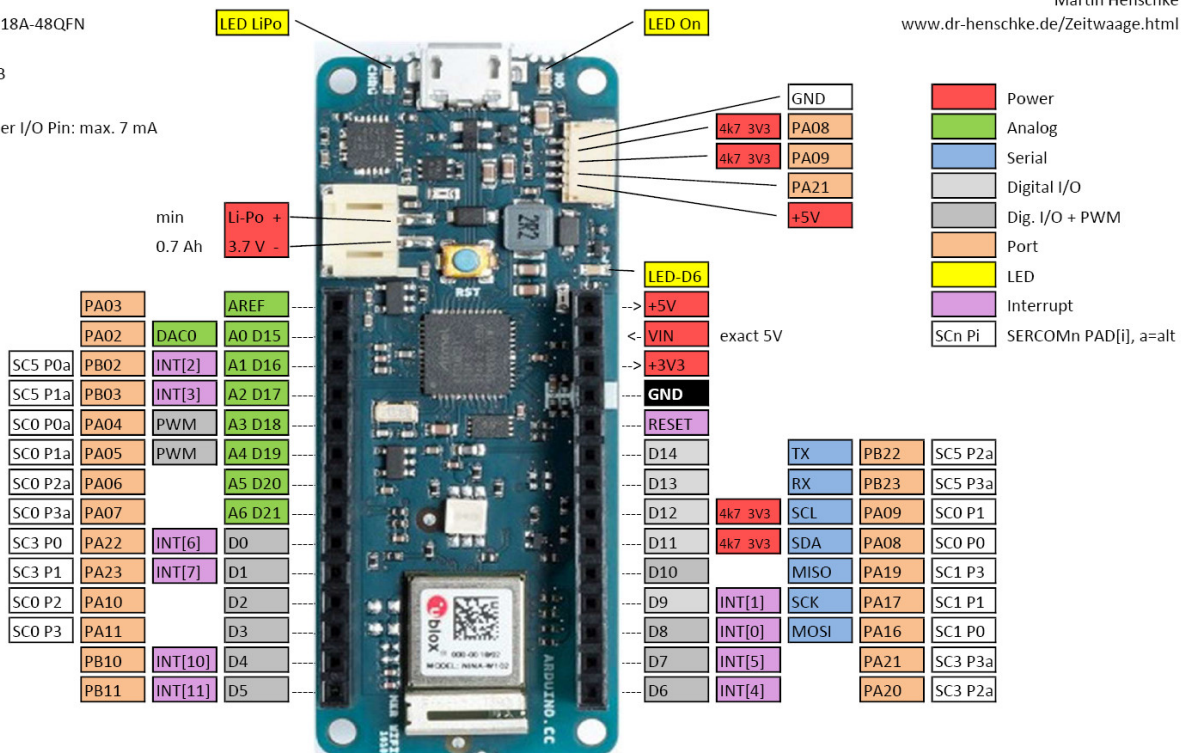 Martin Henschke
18A-48QFN LED LiPo LED On www.dr-henschke.de/Zeitwaage.html
er I/O Pin: max. 7 mA
CHRG
GND
4k7 3V3 PA08
4k7 3V3 PA09
PA21
+5V
Power
Analog
Serial
Digital I/O
Dig. I/O + PWM
Port
LED
Interrupt
SCn Pi SERCOMn PAD[i], a=alt
min Li-Po +
0.7 Ah 3.7 V -
2R2
RST
LED-D6
PA03 AREF --> +5V
PA02 DAC0 A0 D15 <- VIN exact 5V
SC5 P0a PB02 INT[2] A1 D16 --> +3V3
SC5 P1a PB03 INT[3] A2 D17 GND
SC0 P0a PA04 PWM A3 D18 RESET
SC0 P1a PA05 PWM A4 D19 D14 TX PB22 SC5 P2a
SC0 P2a PA06 A5 D20 D13 RX PB23 SC5 P3a
SC0 P3a PA07 A6 D21 D12 4k7 3V3 SCL PA09 SC0 P1
SC3 P0 PA22 INT[6] D0 D11 4k7 3V3 SDA PA08 SC0 P0
SC3 P1 PA23 INT[7] D1 D10 MISO PA19 SC1 P3
SC0 P2 PA10 D2 D9 INT[1] SCK PA17 SC1 P1
SC0 P3 PA11 D3 D8 INT[0] MOSI PA16 SC1 P0
PB10 INT[10] D4 D7 INT[5] PA21 SC3 P3a
PB11 INT[11] D5 D6 INT[4] PA20 SC3 P2a
ublox
MODEL: NINA-W102
ARDUINO.CC
MKR WIFI
1010